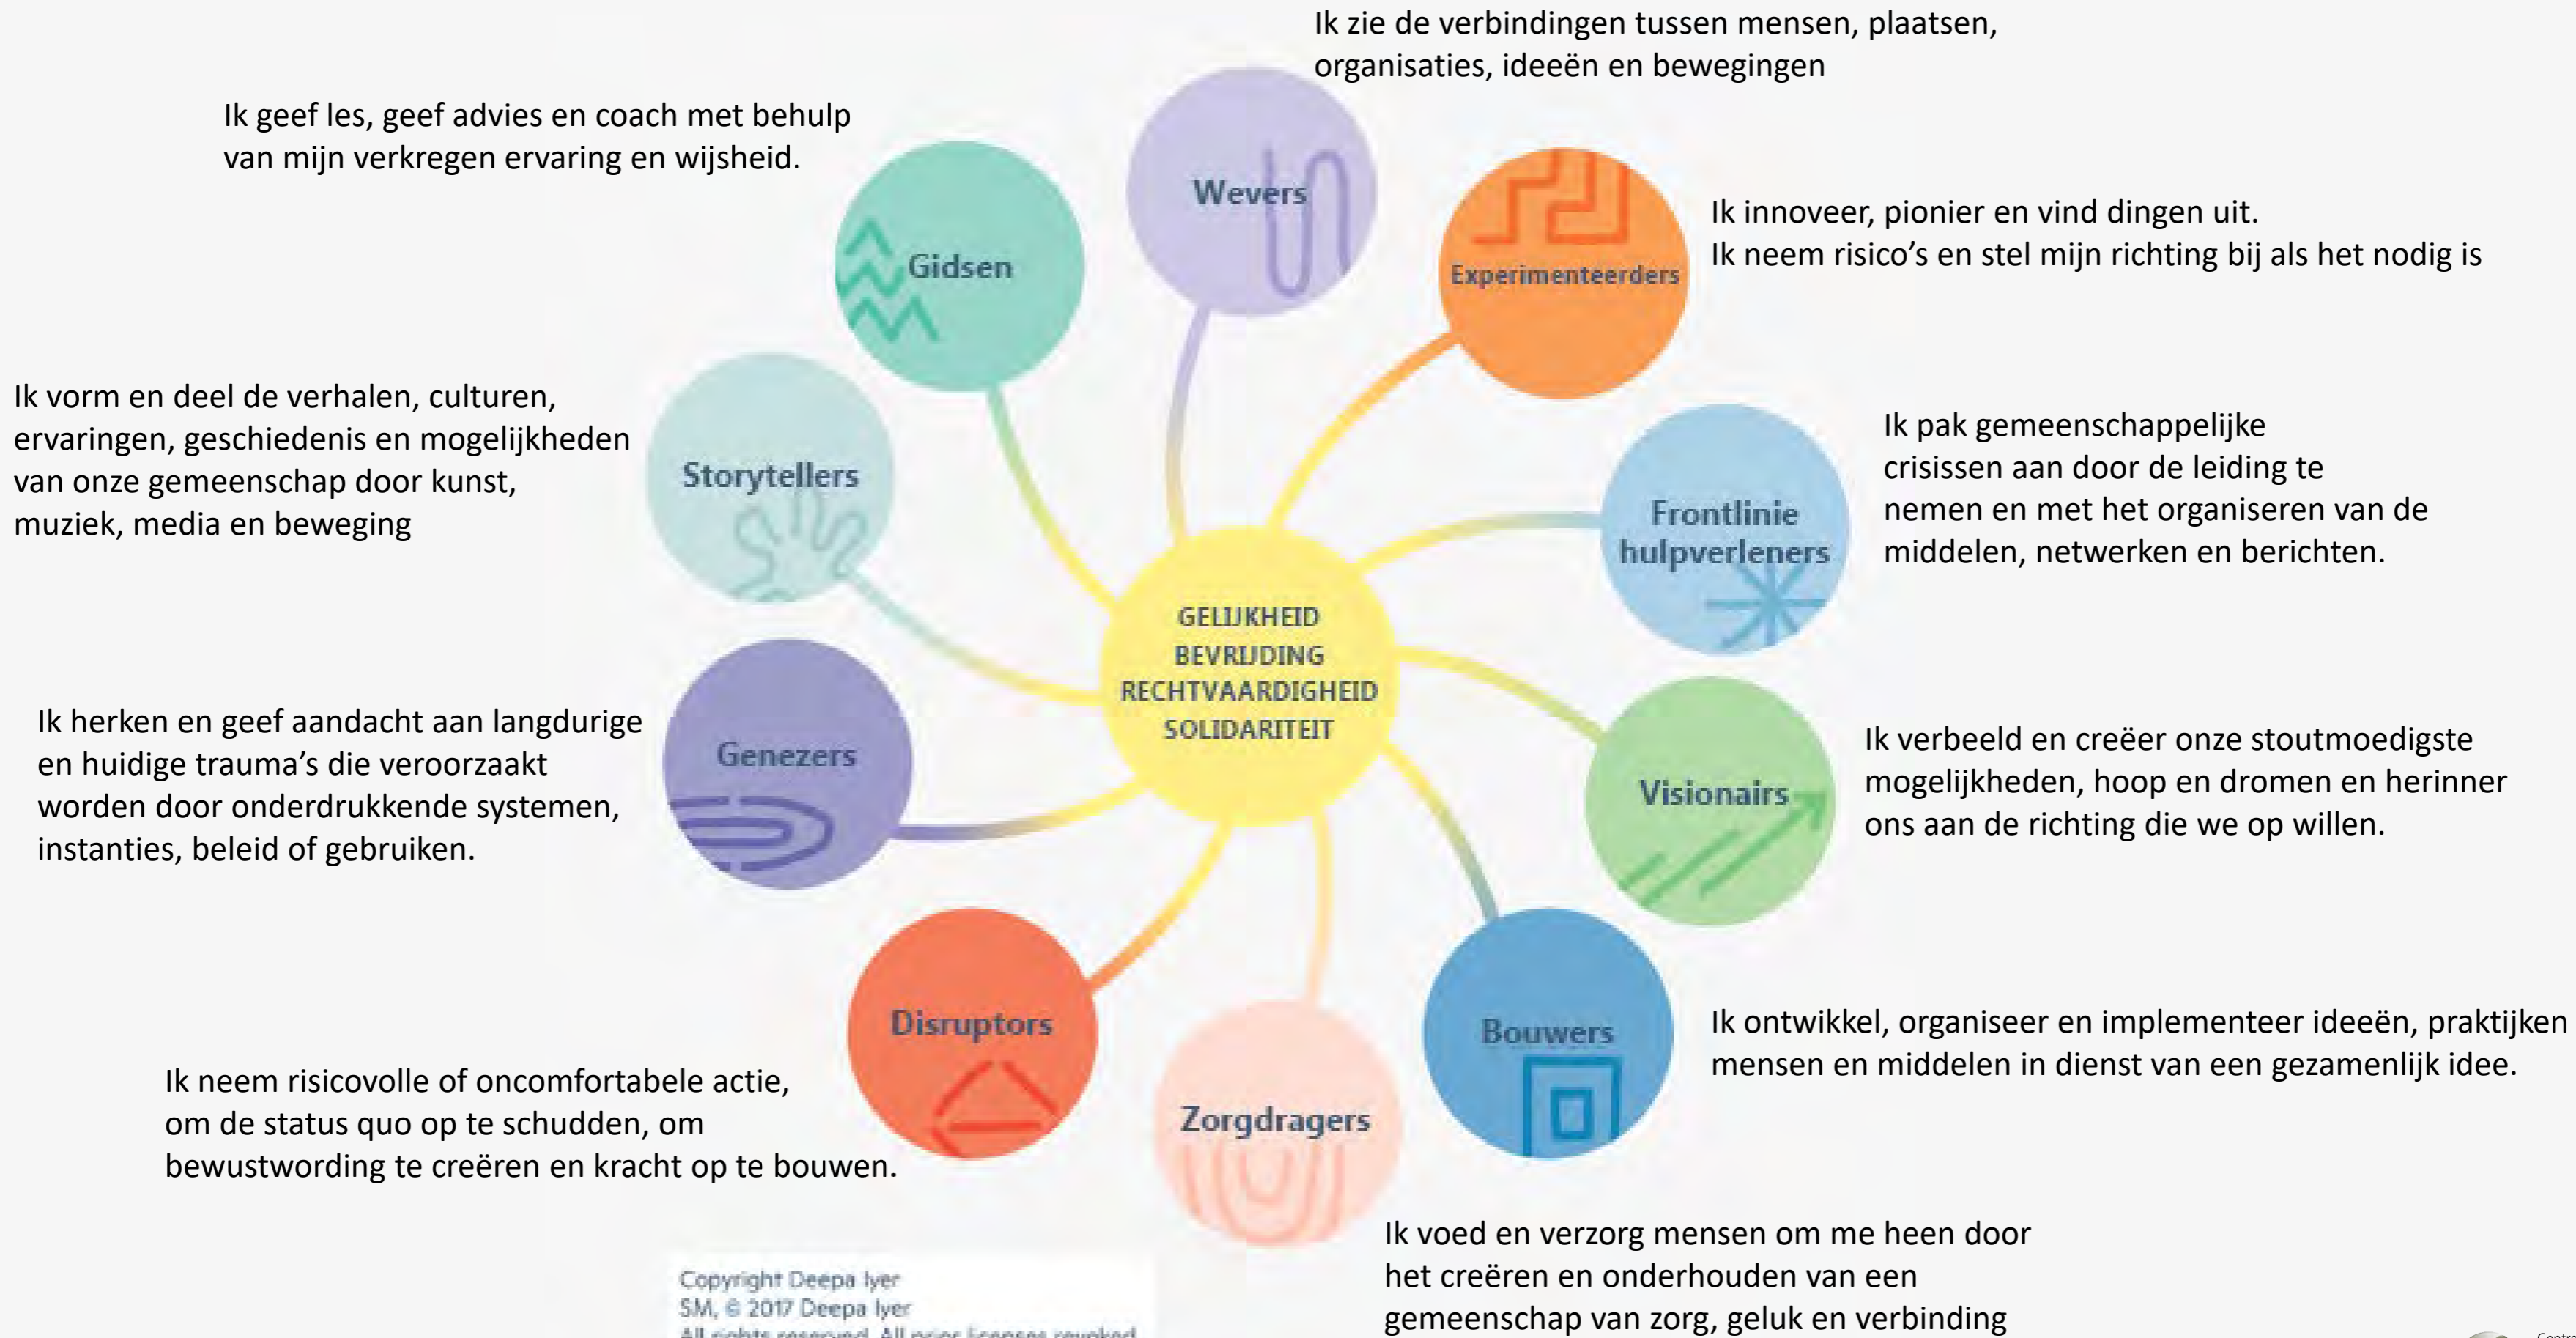 Ik zie de verbindingen tussen mensen, plaatsen,
organisaties, ideeën en bewegingen
Wevers
Ik geef les, geef advies en coach met behulp
van mijn verkregen ervaring en wijsheid.
Gidsen
Experimenteerders
Ik innoveer, pionier en vind dingen uit.
Ik neem risico’s en stel mijn richting bij als het nodig is
Ik vorm en deel de verhalen, culturen,
ervaringen, geschiedenis en mogelijkheden
van onze gemeenschap door kunst,
muziek, media en beweging
Storytellers
Frontlinie
hulpverleners
Ik pak gemeenschappelijke
crisissen aan door de leiding te
nemen en met het organiseren van de
middelen, netwerken en berichten.
GELIJKHEID
BEVRIJDING
RECHTVAARDIGHEID
SOLIDARITEIT
Ik herken en geef aandacht aan langdurige
en huidige trauma’s die veroorzaakt
worden door onderdrukkende systemen,
instanties, beleid of gebruiken.
Genezers
Visionairs
Ik verbeeld en creëer onze stoutmoedigste
mogelijkheden, hoop en dromen en herinner
ons aan de richting die we op willen.
Disruptors
Ik neem risicovolle of oncomfortabele actie,
om de status quo op te schudden, om
bewustwording te creëren en kracht op te bouwen.
Zorgdragers
Bouwers
Ik ontwikkel, organiseer en implementeer ideeën, praktijken
mensen en middelen in dienst van een gezamenlijk idee.
Ik voed en verzorg mensen om me heen door
het creëren en onderhouden van een
gemeenschap van zorg, geluk en verbinding
Copyright Deepa Iyer
SM, © 2017 Deepa Iyer
All rights reserved. All prior licenses revoked